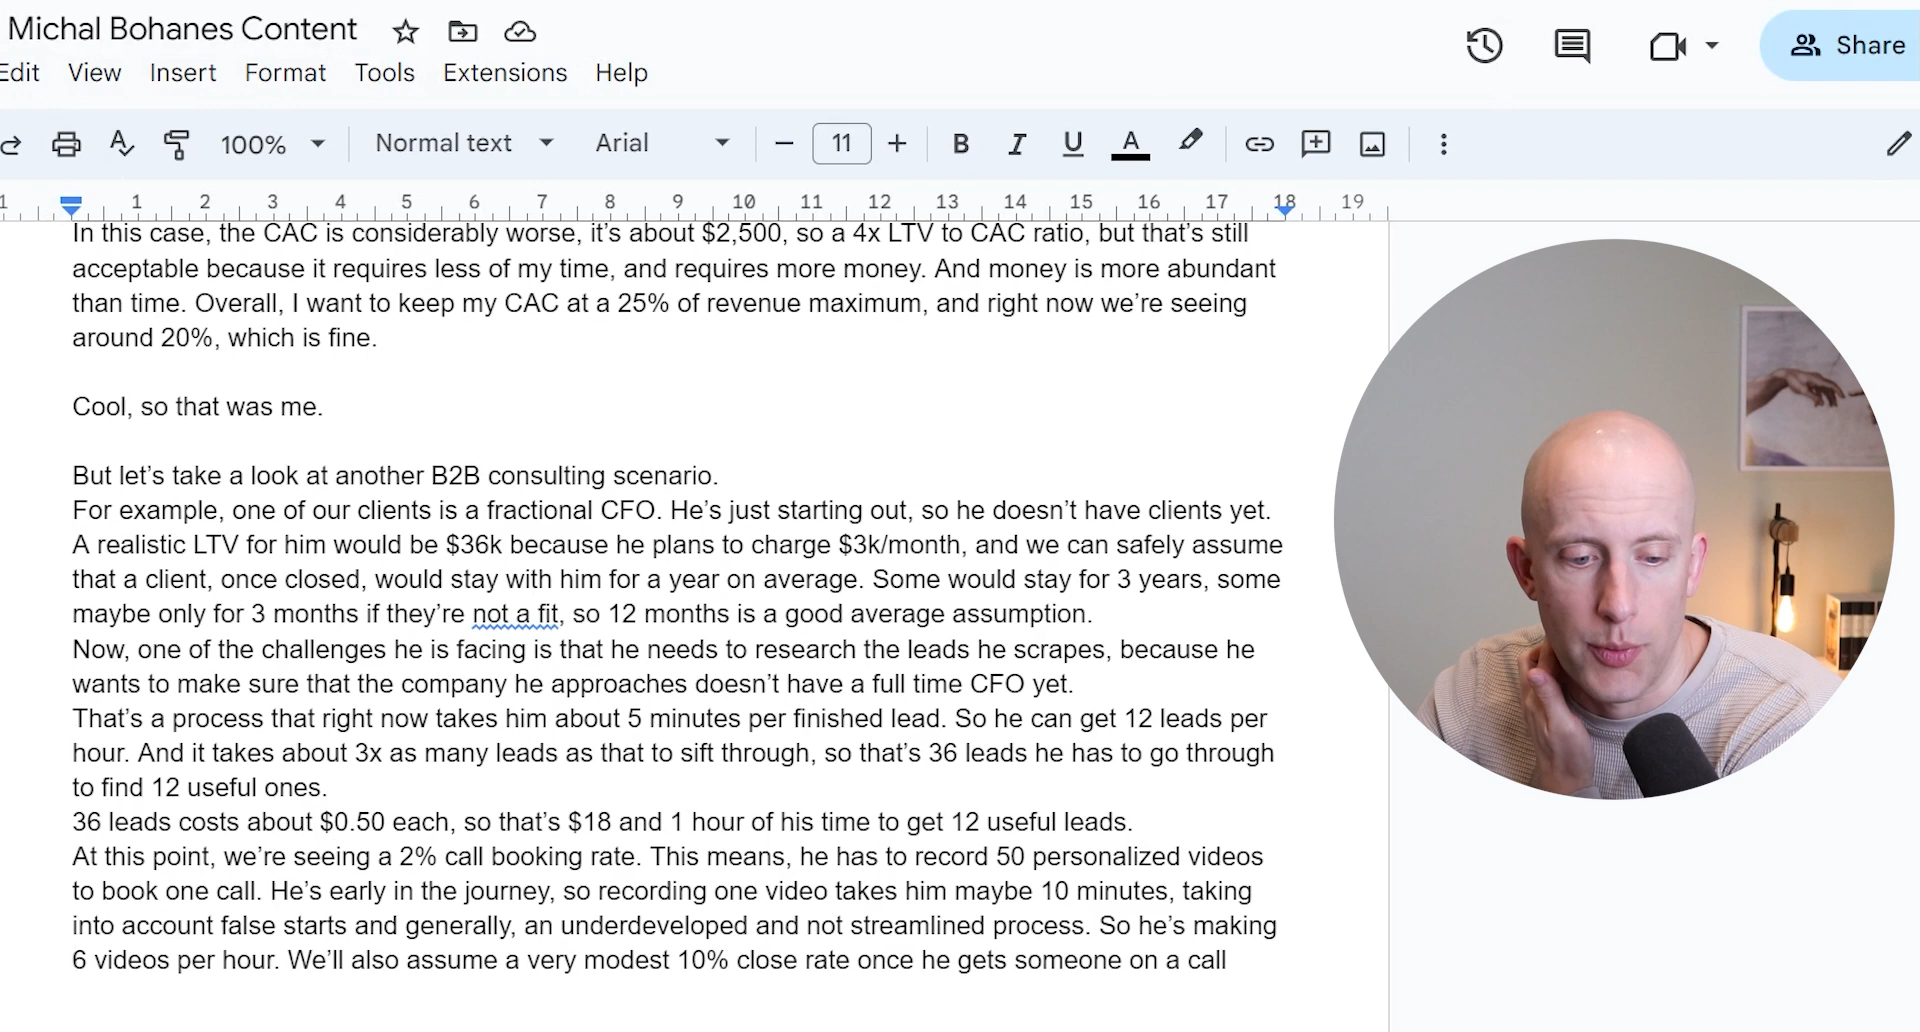 Michal Bohanes Content
Edit View Insert Format Tools Extensions Help
Share
100% Normal text Arial 11 B I U A
1 1 2 3 4 5 6 7 8 9 10 11 12 13 14 15 16 17 18 19
In this case, the CAC is considerably worse, it’s about $2,500, so a 4x LTV to CAC ratio, but that’s still
acceptable because it requires less of my time, and requires more money. And money is more abundant
than time. Overall, I want to keep my CAC at a 25% of revenue maximum, and right now we’re seeing
around 20%, which is fine.
Cool, so that was me.
But let’s take a look at another B2B consulting scenario.
For example, one of our clients is a fractional CFO. He’s just starting out, so he doesn’t have clients yet.
A realistic LTV for him would be $36k because he plans to charge $3k/month, and we can safely assume
that a client, once closed, would stay with him for a year on average. Some would stay for 3 years, some
maybe only for 3 months if they’re not a fit, so 12 months is a good average assumption.
Now, one of the challenges he is facing is that he needs to research the leads he scrapes, because he
wants to make sure that the company he approaches doesn’t have a full time CFO yet.
That’s a process that right now takes him about 5 minutes per finished lead. So he can get 12 leads per
hour. And it takes about 3x as many leads as that to sift through, so that’s 36 leads he has to go through
to find 12 useful ones.
36 leads costs about $0.50 each, so that’s $18 and 1 hour of his time to get 12 useful leads.
At this point, we’re seeing a 2% call booking rate. This means, he has to record 50 personalized videos
to book one call. He’s early in the journey, so recording one video takes him maybe 10 minutes, taking
into account false starts and generally, an underdeveloped and not streamlined process. So he’s making
6 videos per hour. We’ll also assume a very modest 10% close rate once he gets someone on a call